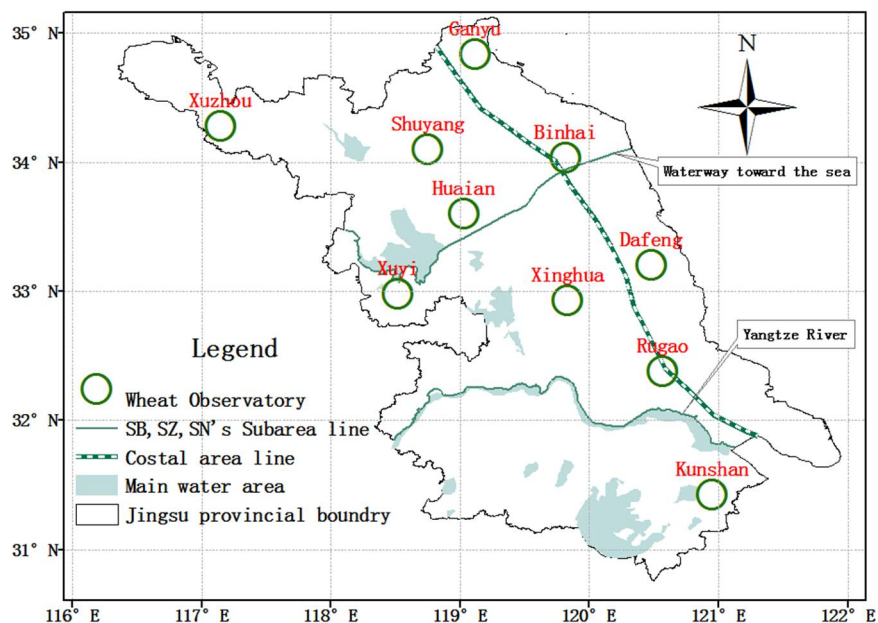 35° N
34° N
33° N
32° N
31° N
Ganyu
Xuzhou
Shuyang
Binhai
Huaian
Dafeng
Xuyi
Xinghua
Rugao
Kunshan
N
Waterway toward the sea
Yangtze River
Legend
Wheat Observatory
SB,SZ,SN's Subarea line
Costal area line
Main water area
Jingsu provincial boundry
116° E
117° E
118° E
119° E
120° E
121° E
122° E